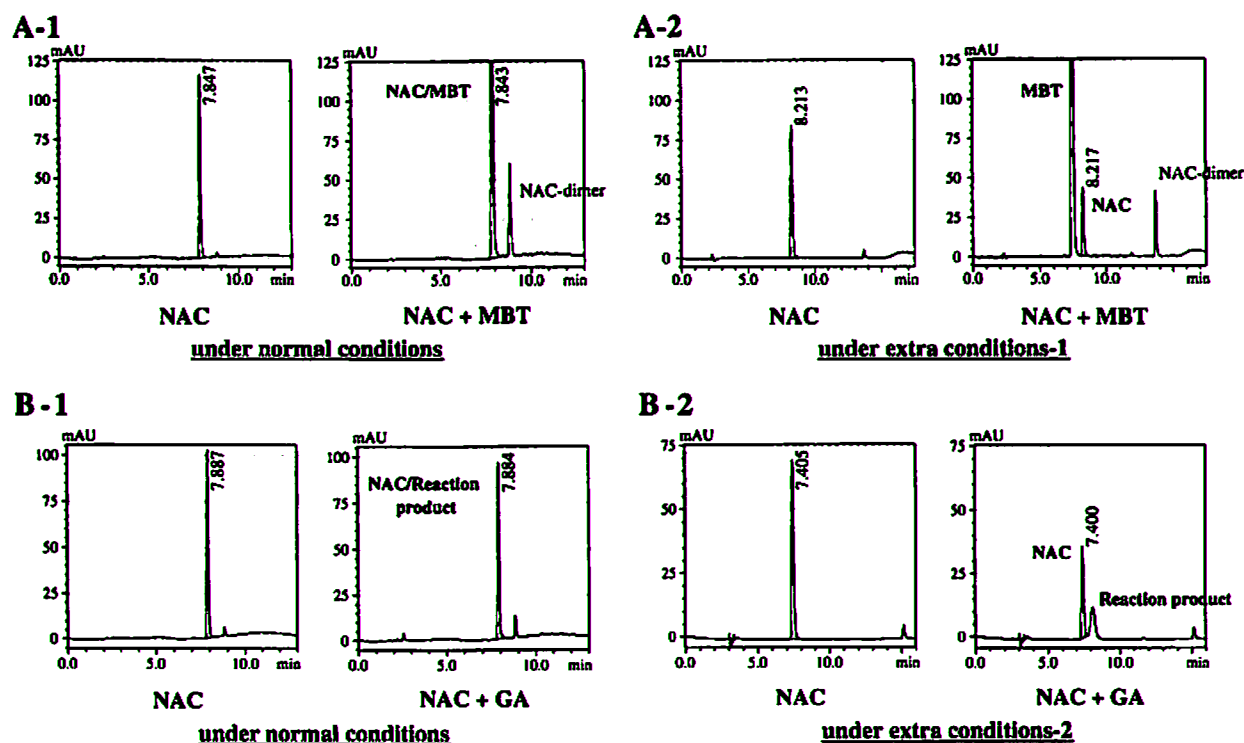 A-1
mAU
125
100
75
50
25
0
7.847
0.0 5.0 10.0 min
NAC
mAU
125
100
75
50
25
0
NAC/MBT
7.843
NAC-dimer
0.0 5.0 10.0 min
NAC + MBT
under normal conditions
A-2
mAU
125
100
75
50
25
0
8.213
0.0 5.0 10.0 min
NAC
mAU
125
100
75
50
25
0
MBT
8.217
NAC
NAC-dimer
0.0 5.0 10.0 min
NAC + MBT
under extra conditions-1
B-1
mAU
100
75
50
25
0
7.887
0.0 5.0 10.0 min
NAC
mAU
100
75
50
25
0
NAC/Reaction
product
7.884
0.0 5.0 10.0 min
NAC + GA
under normal conditions
B-2
mAU
75
50
25
0
7.405
0.0 5.0 10.0 min
NAC
mAU
75
50
25
0
NAC
7.400
Reaction product
0.0 5.0 10.0 min
NAC + GA
under extra conditions-2